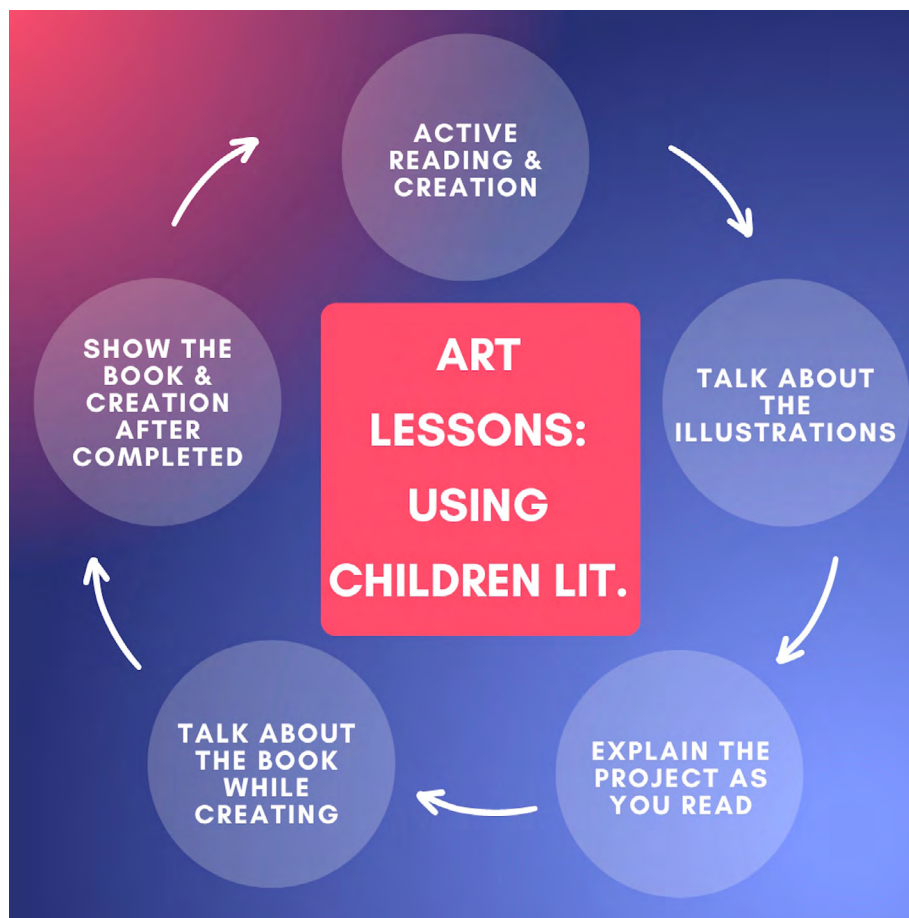 ACTIVE
READING &
CREATION
SHOW THE
BOOK &
CREATION
AFTER
COMPLETED
ART
LESSONS:
USING
CHILDREN LIT.
TALK ABOUT
THE
ILLUSTRATIONS
TALK ABOUT
THE BOOK
WHILE
CREATING
EXPLAIN THE
PROJECT AS
YOU READ